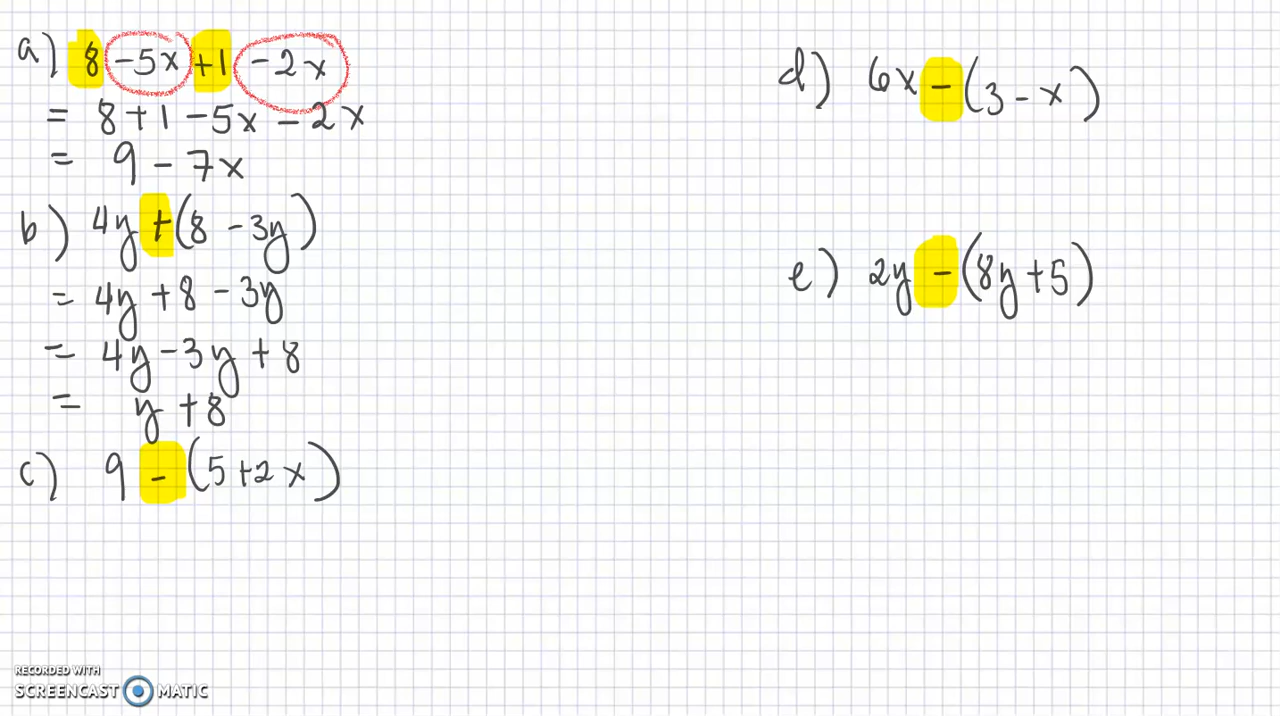 a) 8 -5x +1 -2x
= 8 + 1 - 5x - 2x
= 9 - 7x
b) 4y + (8 - 3y)
= 4y + 8 - 3y
= 4y - 3y + 8
= y + 8
c) 9 - (5 + 2x)
d) 6x - (3 - x)
e) 2y - (8y + 5)
RECORDED WITH
SCREENCAST MATIC